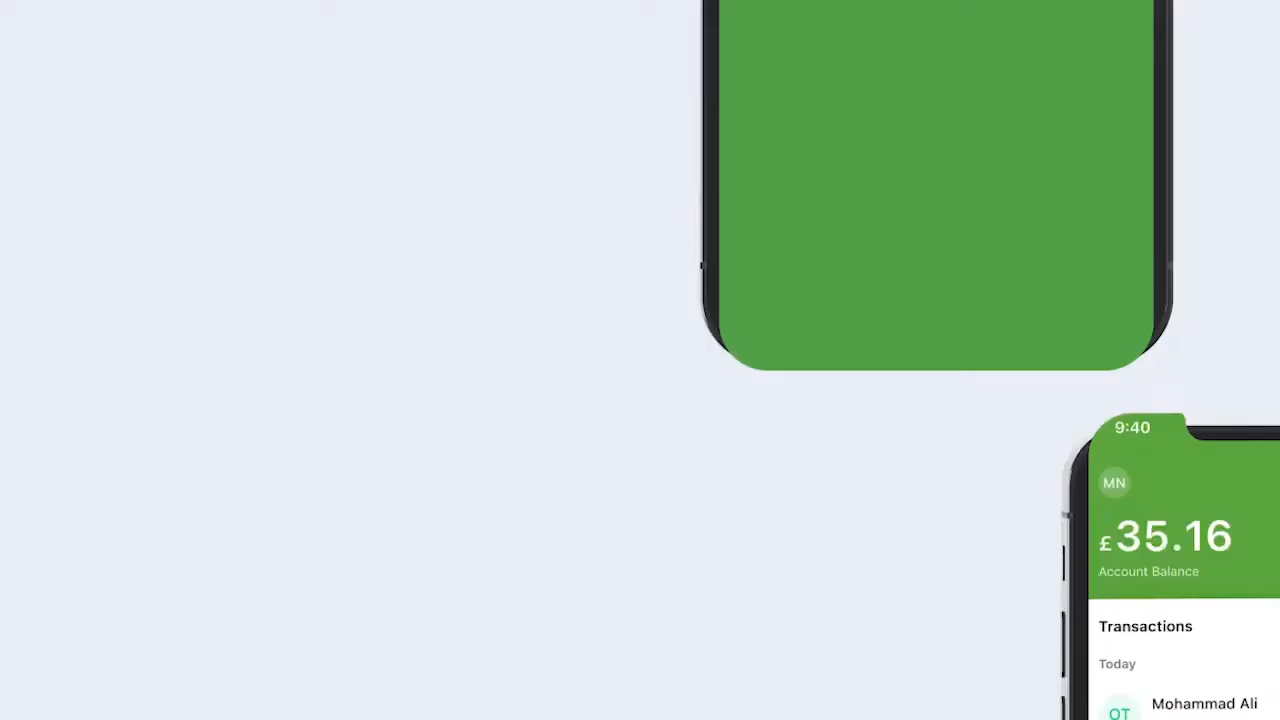 9:40
MN
£35.16
Account Balance
Transactions
Today
OT
Mohammad Ali